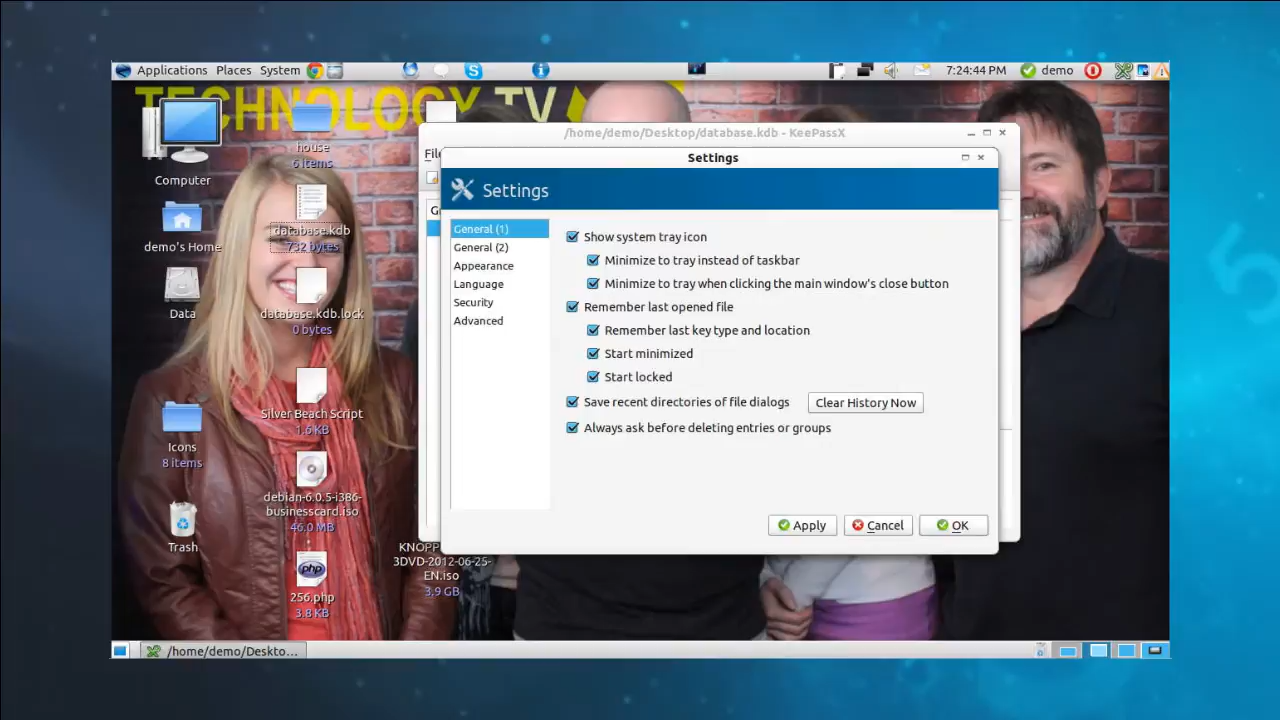 Applications Places System
7:24:44 PM
demo
TECHNOLOGY TV
Computer
house
6 items
demo's Home
database.kdb
732 bytes
Data
database.kdb.lock
0 bytes
Silver Beach Script
1.6 KB
Icons
8 items
debian-6.0.5-i386-
businesscard.iso
46.0 MB
Trash
php
256.php
3.8 KB
KNOPP
3DVD-2012-06-25-
EN.iso
3.9 GB
/home/demo/Desktop/database.kdb - KeePassX
File
Settings
Settings
General (1)
General (2)
Appearance
Language
Security
Advanced
Show system tray icon
Minimize to tray instead of taskbar
Minimize to tray when clicking the main window's close button
Remember last opened file
Remember last key type and location
Start minimized
Start locked
Save recent directories of file dialogs
Clear History Now
Always ask before deleting entries or groups
Apply
Cancel
OK
/home/demo/Deskto...